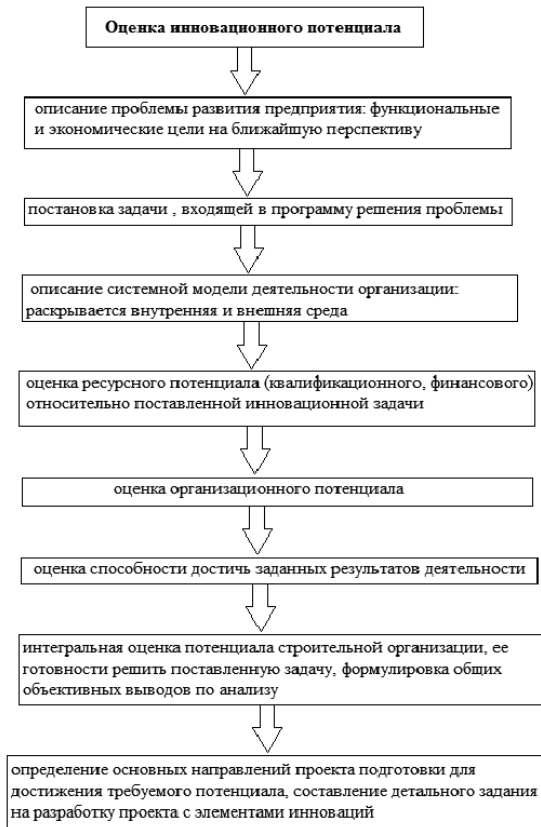 Оценка инновационного потенциала
описание проблемы развития предприятия: функциональные
и экономические цели на ближайшую перспективу
постановка задачи , входящей в программу решения проблемы
описание системной модели деятельности организации:
раскрывается внутренняя и внешняя среда
оценка ресурсного потенциала (квалификационного, финансового)
относительно поставленной инновационной задачи
оценка организационного потенциала
оценка способности достичь заданных результатов деятельности
интегральная оценка потенциала строительной организации, ее
готовности решить поставленную задачу, формулировка общих
объективных выводов по анализу
определение основных направлений проекта подготовки для
достижения требуемого потенциала, составление детального задания
на разработку проекта с элементами инноваций